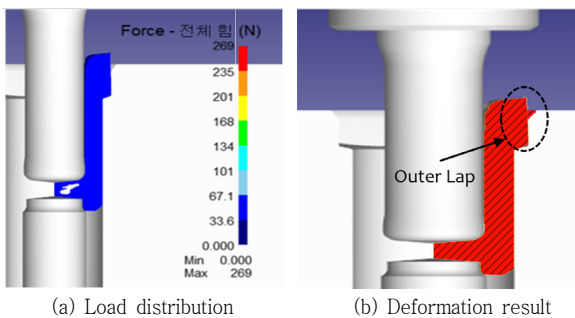 Force - 전체 힘 (N)
269
235
201
168
134
101
67.1
33.6
0.000
Min 0.000
Max 269
Outer Lap
(a) Load distribution
(b) Deformation result